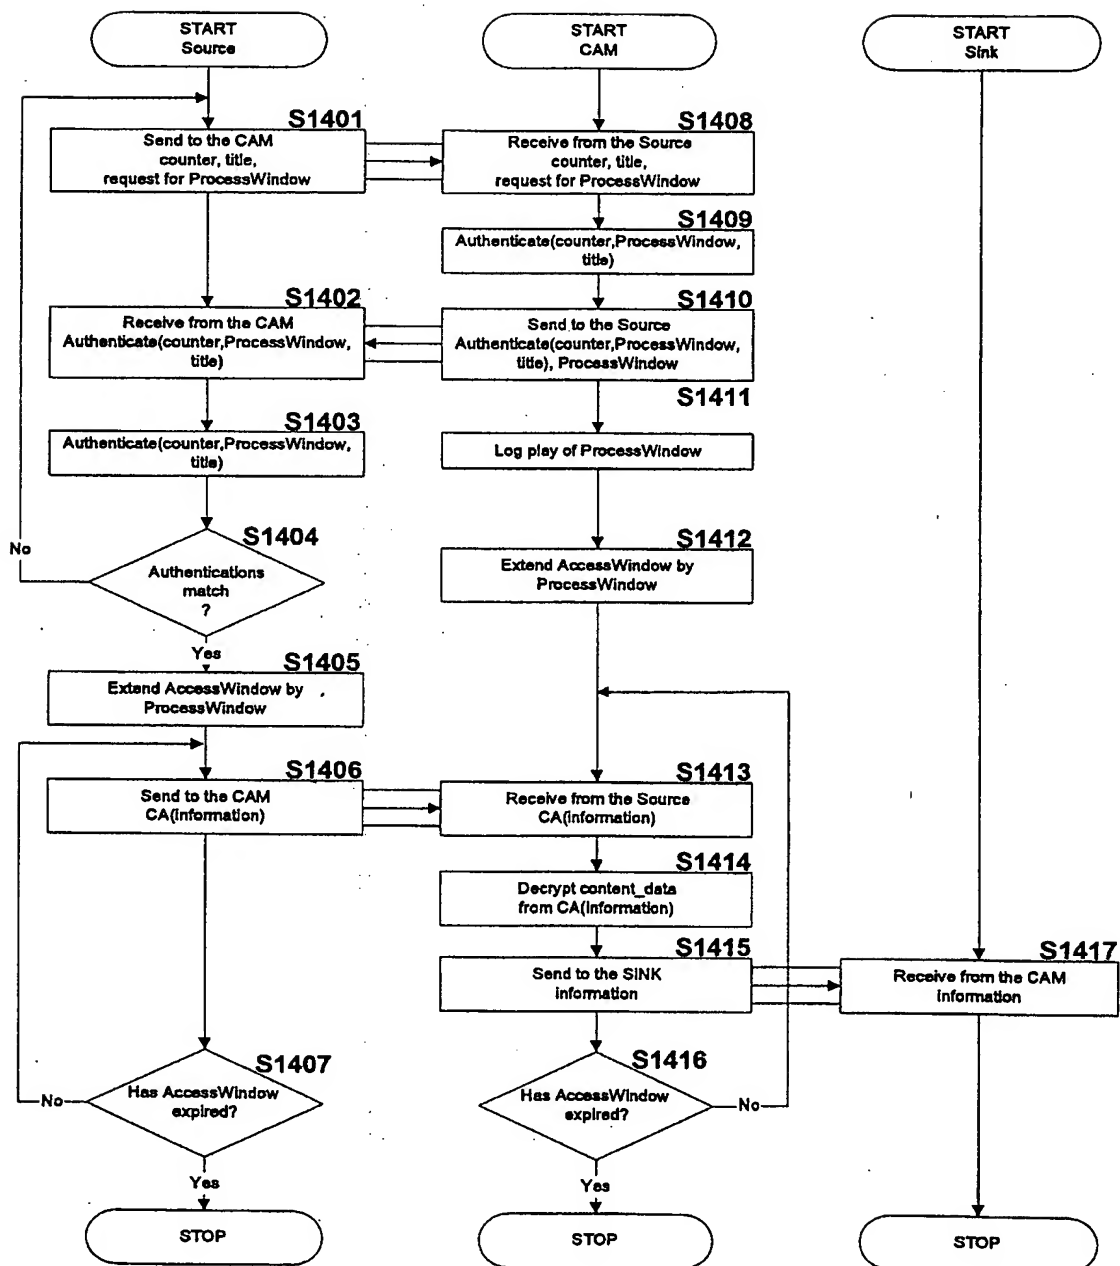 START
Source
START
CAM
START
Sink
S1401
Send to the CAM
counter, title,
request for ProcessWindow
S1408
Receive from the Source
counter, title,
request for ProcessWindow
S1409
Authenticate(counter,ProcessWindow,
title)
S1402
Receive from the CAM
Authenticate(counter,ProcessWindow,
title)
S1410
Send to the Source
Authenticate(counter,ProcessWindow,
title), ProcessWindow
S1411
Log play of ProcessWindow
S1403
Authenticate(counter,ProcessWindow,
title)
S1404
Authentications
match
?
No
Yes
S1412
Extend AccessWindow by
ProcessWindow
S1405
Extend AccessWindow by
ProcessWindow
S1406
Send to the CAM
CA(information)
S1413
Receive from the Source
CA(information)
S1414
Decrypt content_data
from CA(information)
S1415
Send to the SINK
information
S1417
Receive from the CAM
information
S1407
Has AccessWindow
expired?
No
Yes
S1416
Has AccessWindow
expired?
No
Yes
STOP
STOP
STOP